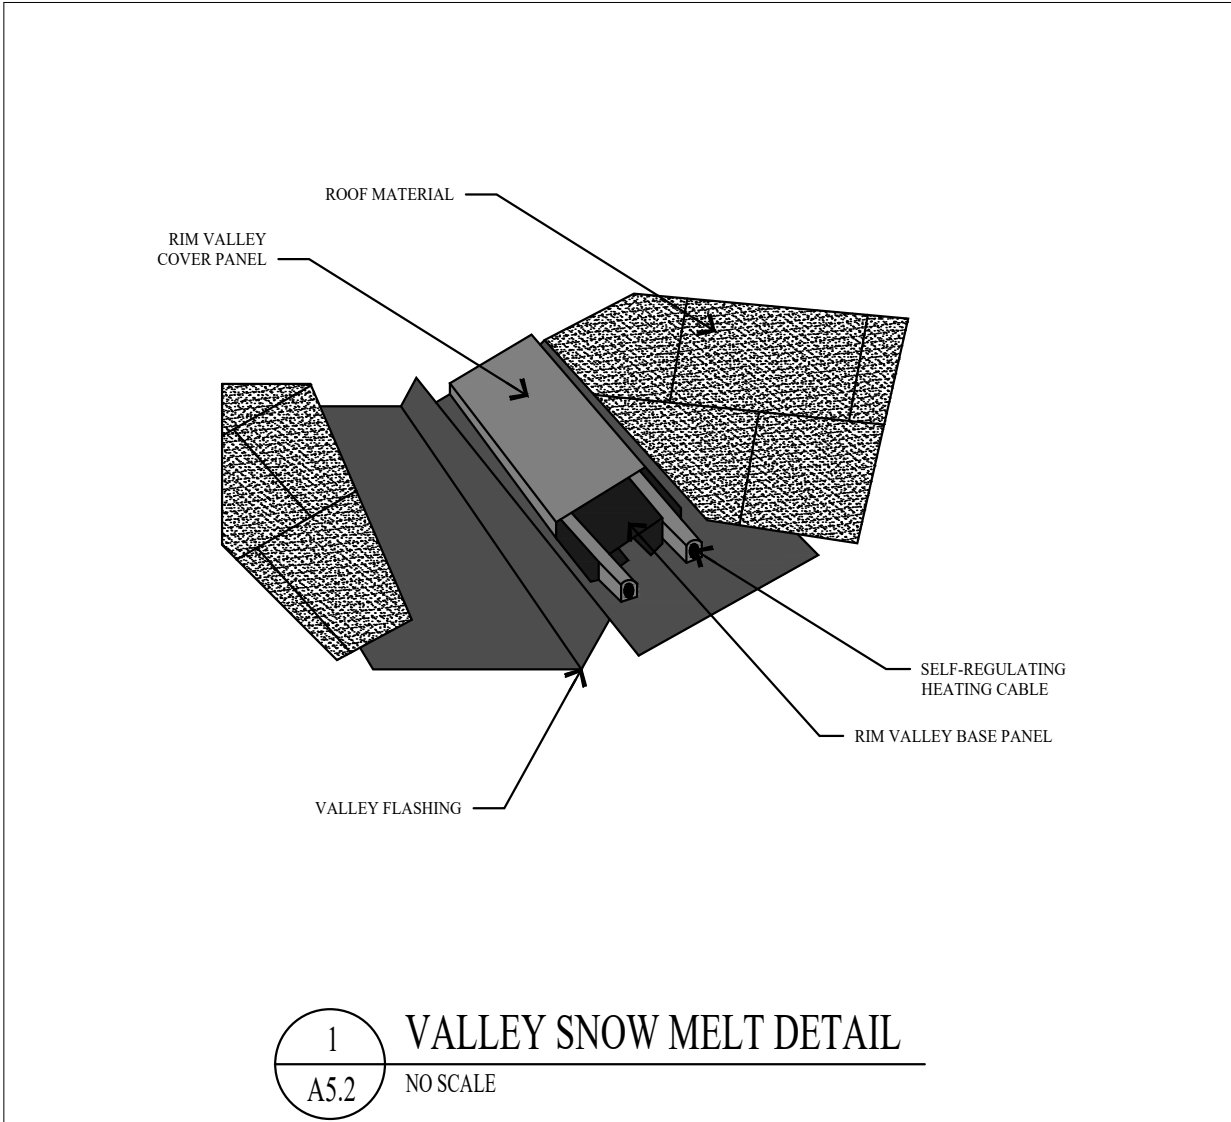 ROOF MATERIAL
RIM VALLEY
COVER PANEL
SELF-REGULATING
HEATING CABLE
RIM VALLEY BASE PANEL
VALLEY FLASHING
1
A5.2
VALLEY SNOW MELT DETAIL
NO SCALE